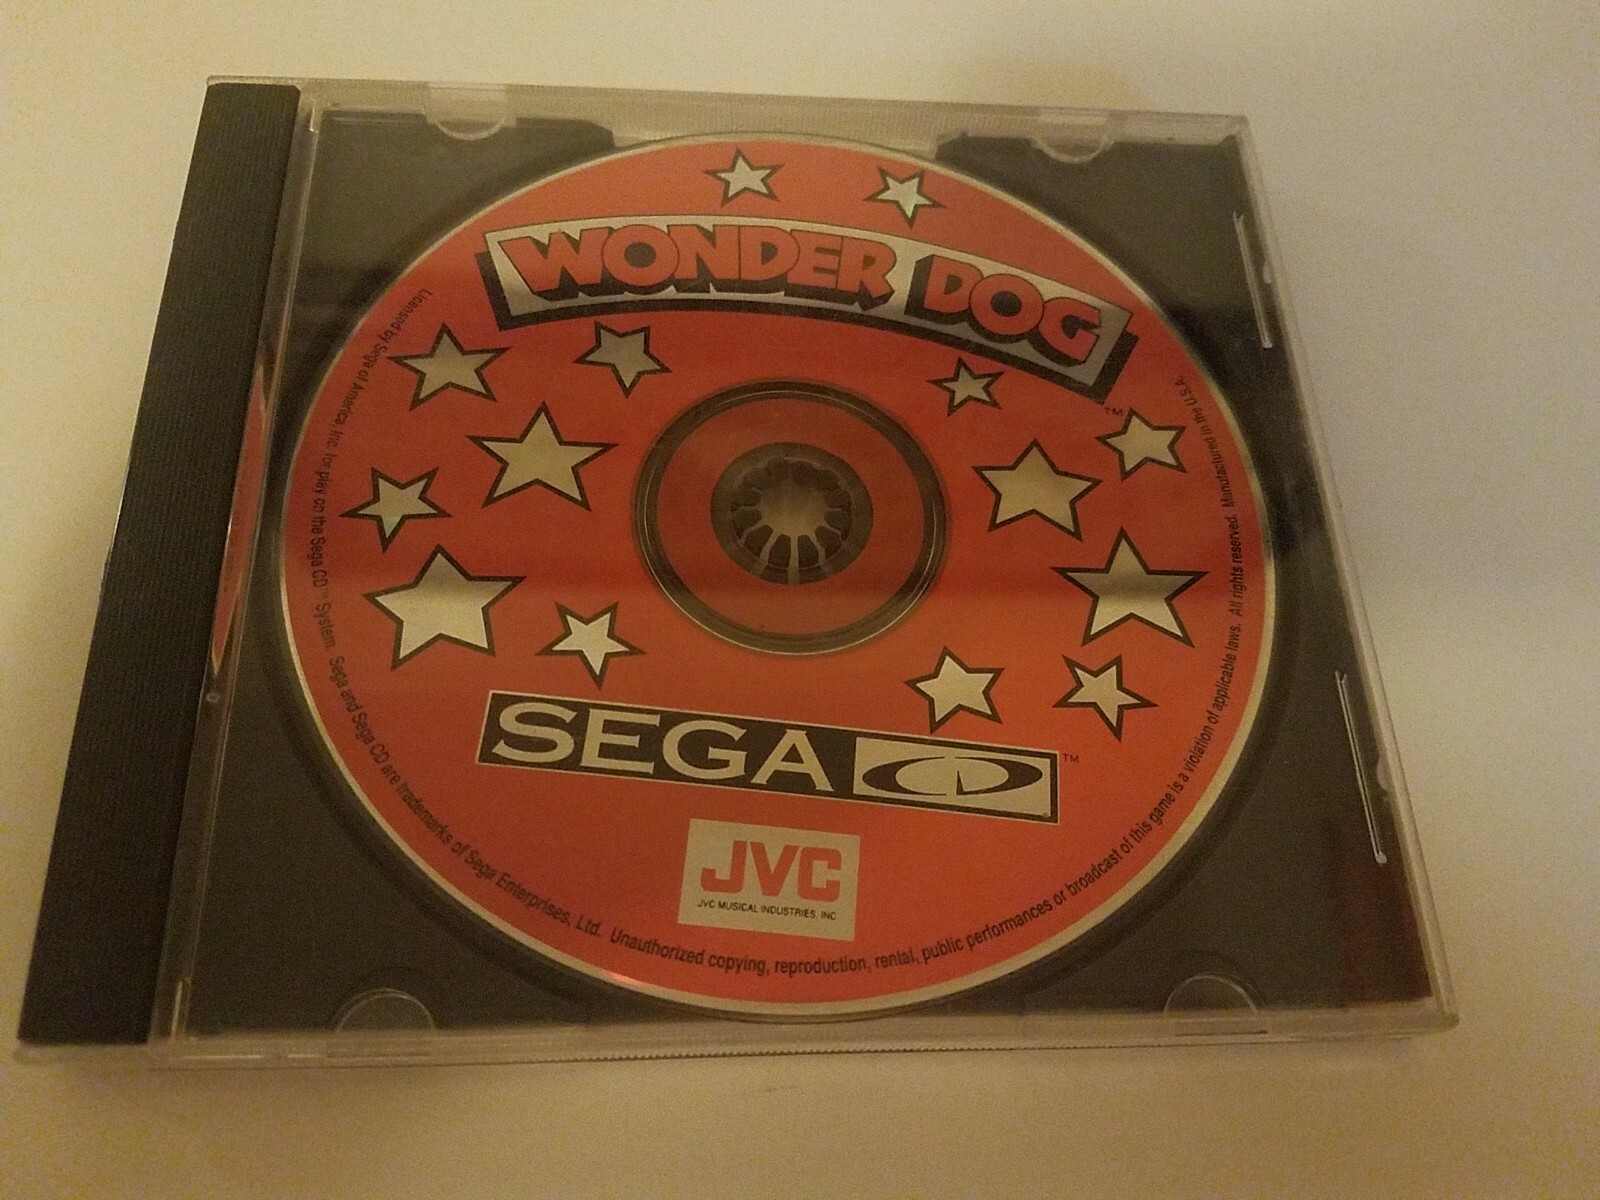 WONDER DOG
TM
SEGA CD
TM
JVC
JVC MUSICAL INDUSTRIES, INC
Licensed by Sega of America, Inc. for play on the Sega CD™ System. Sega and Sega CD are trademarks of Sega Enterprises, Ltd. Unauthorized copying, reproduction, rental, public performances or broadcast of this game is a violation of applicable laws. All rights reserved. Manufactured in the U.S.A.